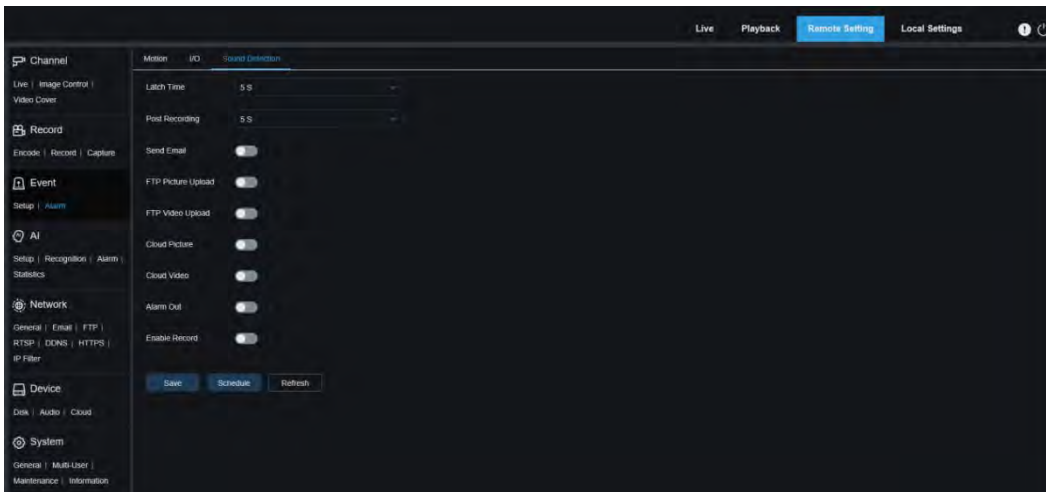 Live Playback Remote Setting Local Settings
Channel
Live | Image Control |
Video Cover
Record
Encode | Record | Capture
Event
Setup | Alarm
AI
Setup | Recognition | Alarm |
Statistics
Network
General | Email | FTP |
RTSP | DDNS | HTTPS |
IP Filter
Device
Disk | Audio | Cloud
System
General | Multi-User |
Maintenance | Information
Motion I/O Sound Detection
Latch Time 5 S
Post Recording 5 S
Send Email
FTP Picture Upload
FTP Video Upload
Cloud Picture
Cloud Video
Alarm Out
Enable Record
Save Schedule Refresh